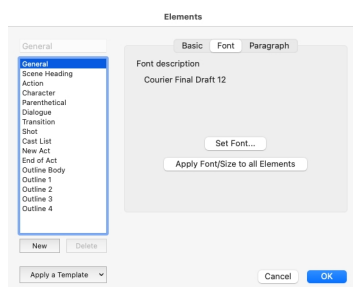 Elements
General
General
Scene Heading
Action
Character
Parenthetical
Dialogue
Transition
Shot
Cast List
New Act
End of Act
Outline Body
Outline 1
Outline 2
Outline 3
Outline 4
New Delete
Apply a Template
Basic Font Paragraph
Font description
Courier Final Draft 12
Set Font...
Apply Font/Size to all Elements
Cancel OK